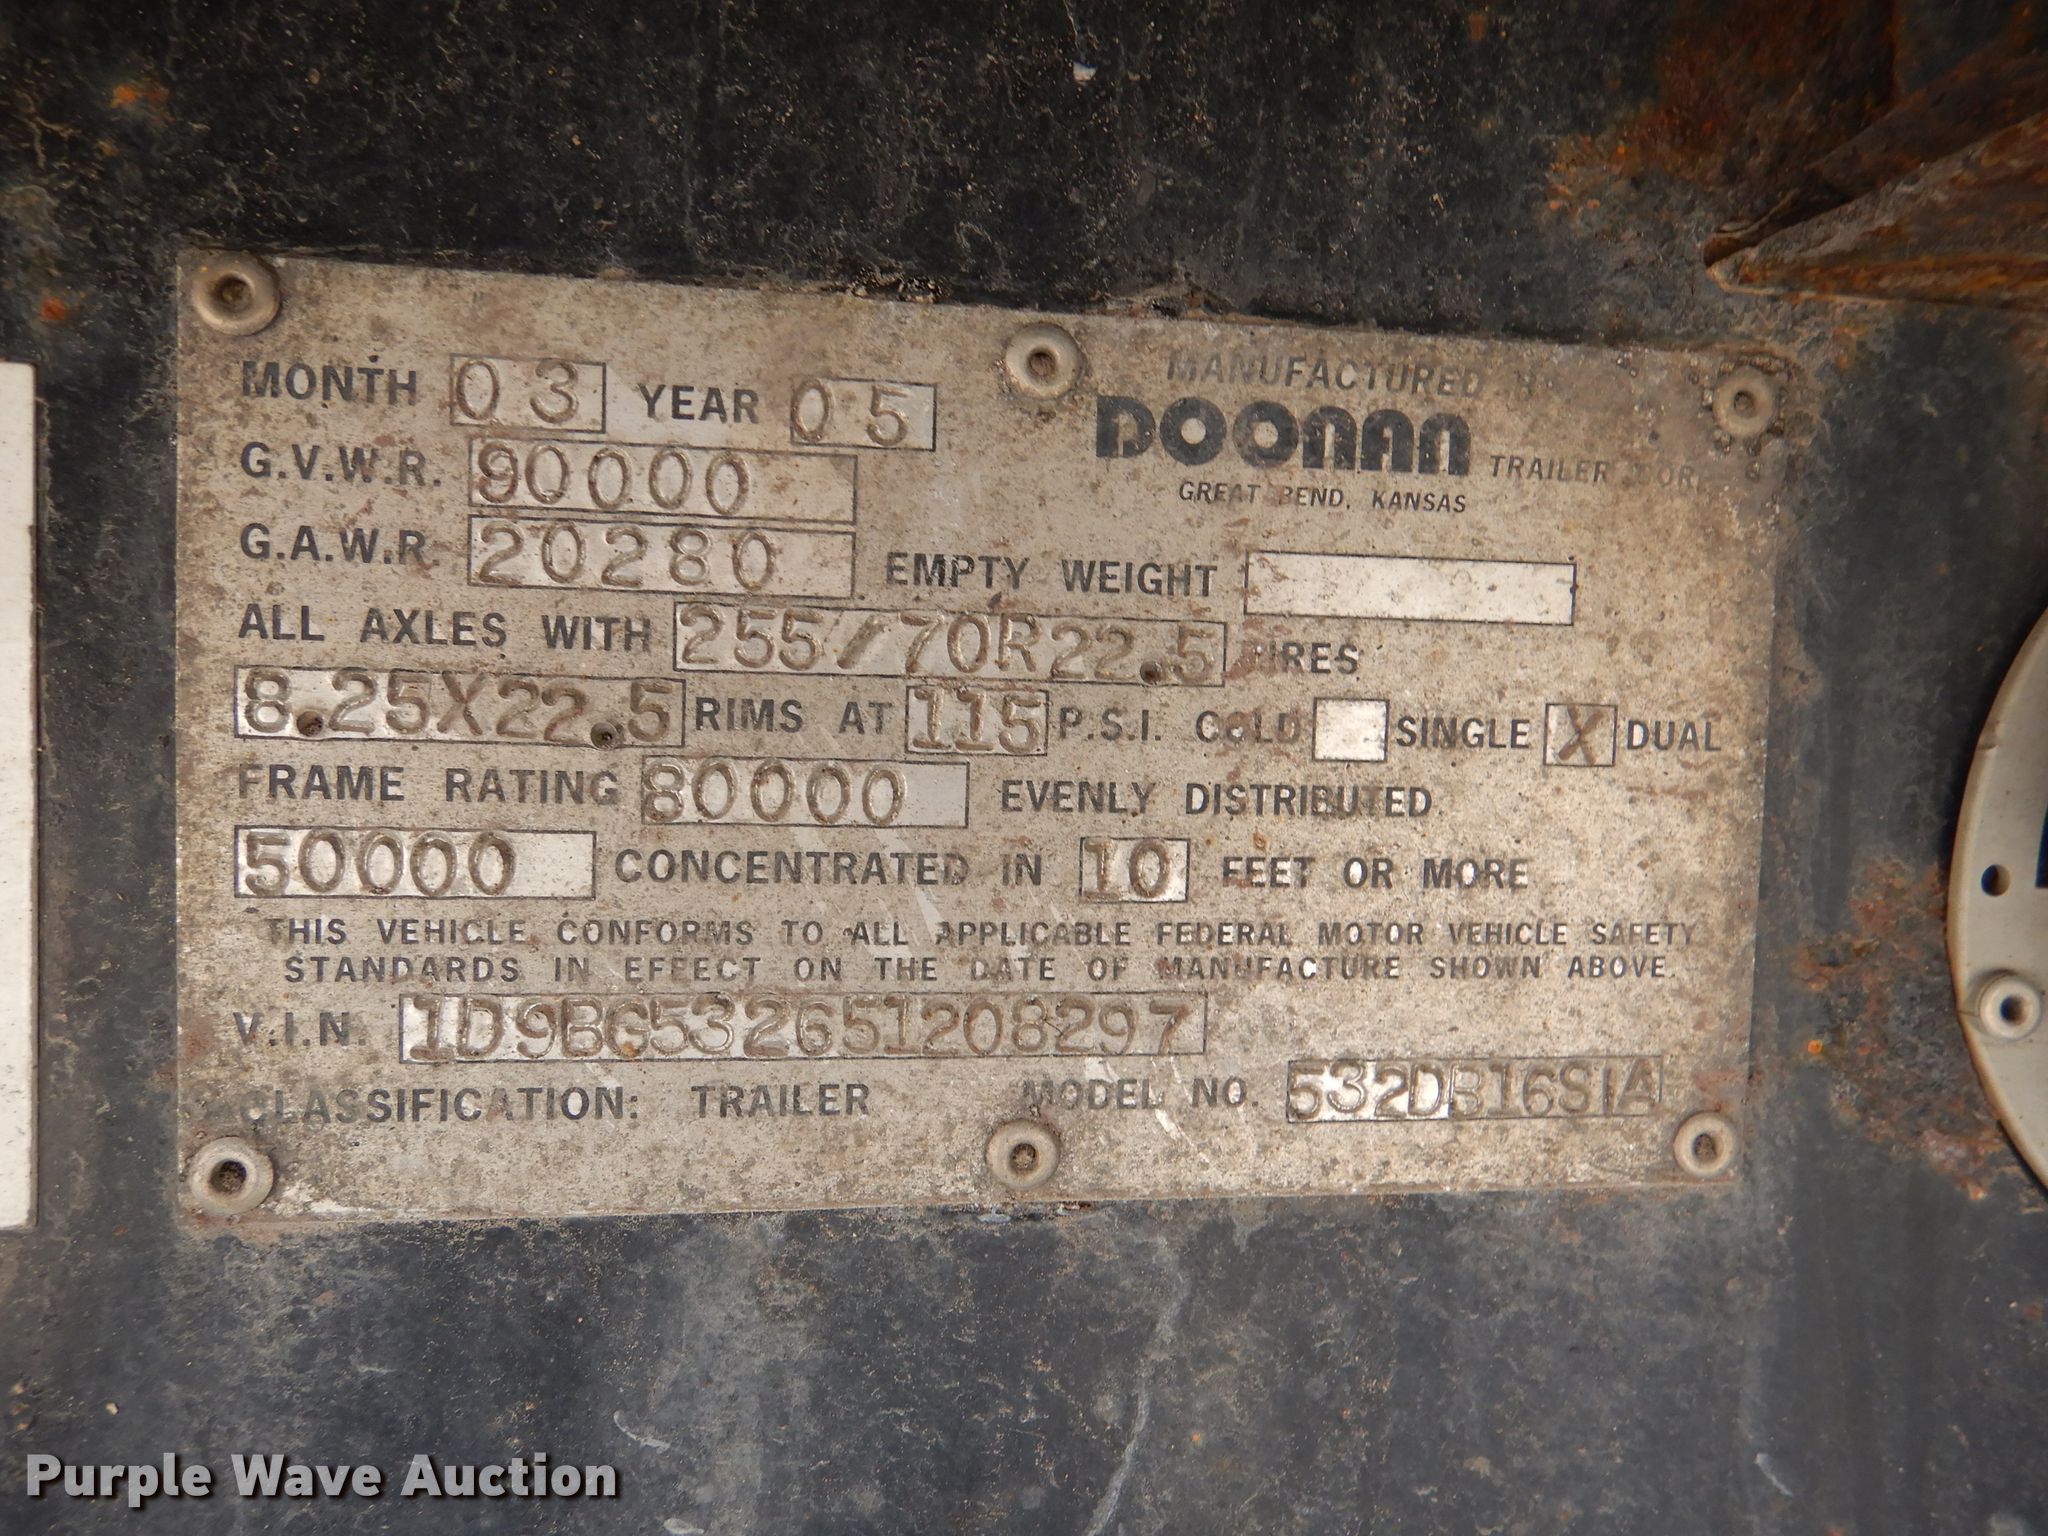 MANUFACTURED
MONTH 03 YEAR 05 DOONAN TRAILER
GREAT BEND, KANSAS
G.V.W.R. 90000
G.A.W.R. 20280 EMPTY WEIGHT
ALL AXLES WITH 255/70R22.5 TIRES
8.25X22.5 RIMS AT 115 P.S.I. COLD SINGLE X DUAL
FRAME RATING 80000 EVENLY DISTRIBUTED
50000 CONCENTRATED IN 10 FEET OR MORE
THIS VEHICLE CONFORMS TO ALL APPLICABLE FEDERAL MOTOR VEHICLE SAFETY
STANDARDS IN EFFECT ON THE DATE OF MANUFACTURE SHOWN ABOVE.
V.I.N. 1D9BG532651208297
CLASSIFICATION: TRAILER MODEL NO. 532DB16S1A
Purple Wave Auction